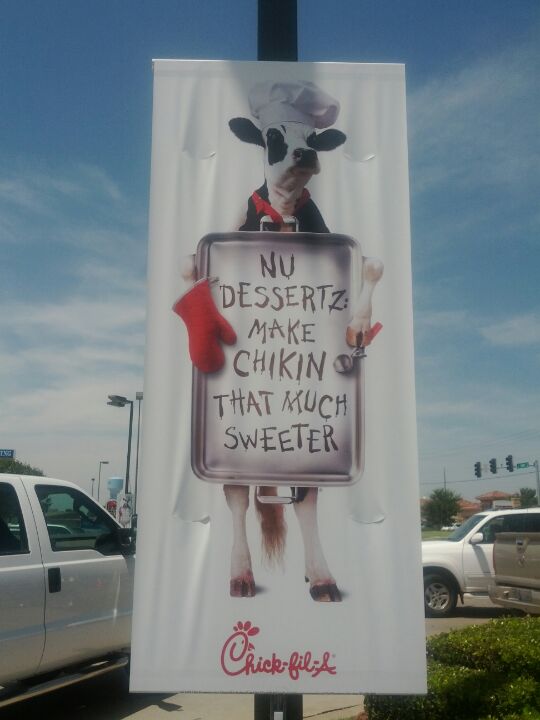 NU
DESSERTZ:
MAKE
CHIKIN
THAT MUCH
SWEETER
Chick-fil-A